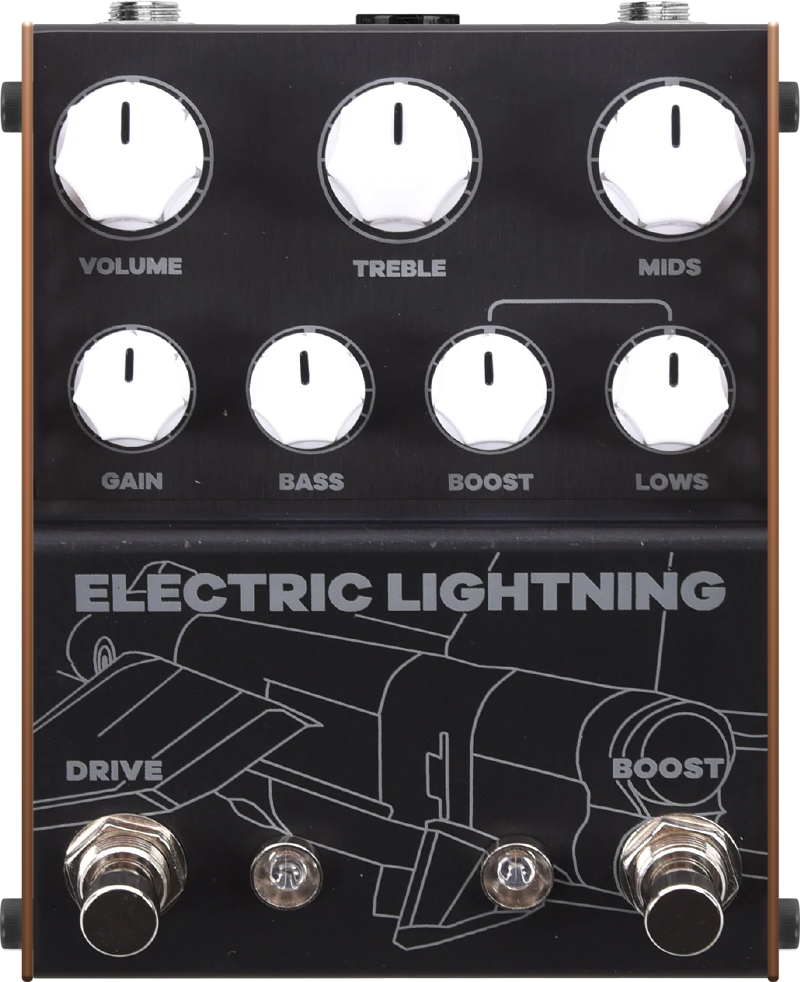 VOLUME TREBLE MIDS
GAIN BASS BOOST LOWS
ELECTRIC LIGHTNING
DRIVE BOOST